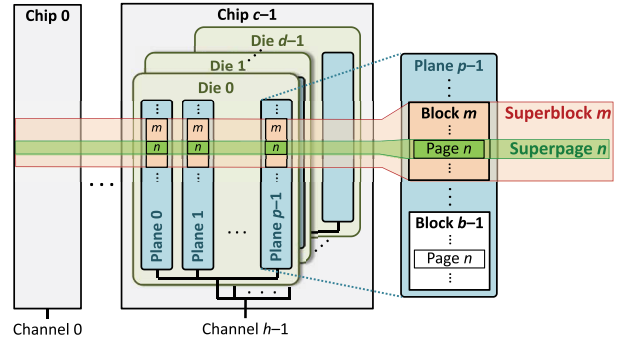 Chip 0
Chip c–1
Die d–1
Die 1
Die 0
Plane p–1
Block m
Superblock m
m
m
m
n
n
n
Page n
Superpage n
Plane 0
Plane 1
Plane p–1
Block b–1
Page n
Channel 0
Channel h–1